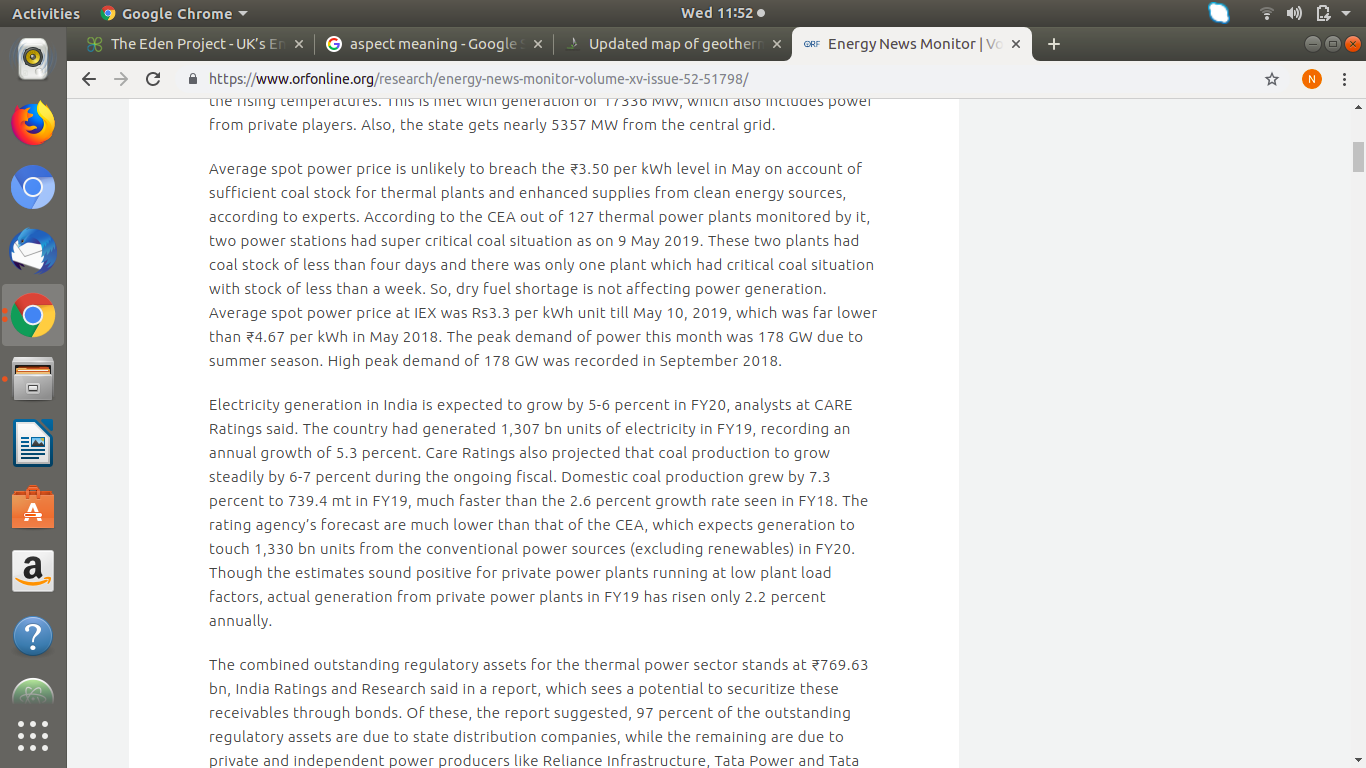 Activities
Google Chrome
Wed 11:52
The Eden Project - UK's En
aspect meaning - Google S
Updated map of geotherm
ORF
Energy News Monitor | Vo
https://www.orfonline.org/research/energy-news-monitor-volume-xv-issue-52-51798/
N
the rising temperatures. This is met with generation of 17336 MW, which also includes power
from private players. Also, the state gets nearly 5357 MW from the central grid.
Average spot power price is unlikely to breach the ₹3.50 per kWh level in May on account of
sufficient coal stock for thermal plants and enhanced supplies from clean energy sources,
according to experts. According to the CEA out of 127 thermal power plants monitored by it,
two power stations had super critical coal situation as on 9 May 2019. These two plants had
coal stock of less than four days and there was only one plant which had critical coal situation
with stock of less than a week. So, dry fuel shortage is not affecting power generation.
Average spot power price at IEX was Rs3.3 per kWh unit till May 10, 2019, which was far lower
than ₹4.67 per kWh in May 2018. The peak demand of power this month was 178 GW due to
summer season. High peak demand of 178 GW was recorded in September 2018.
Electricity generation in India is expected to grow by 5-6 percent in FY20, analysts at CARE
Ratings said. The country had generated 1,307 bn units of electricity in FY19, recording an
annual growth of 5.3 percent. Care Ratings also projected that coal production to grow
steadily by 6-7 percent during the ongoing fiscal. Domestic coal production grew by 7.3
percent to 739.4 mt in FY19, much faster than the 2.6 percent growth rate seen in FY18. The
rating agency's forecast are much lower than that of the CEA, which expects generation to
touch 1,330 bn units from the conventional power sources (excluding renewables) in FY20.
Though the estimates sound positive for private power plants running at low plant load
factors, actual generation from private power plants in FY19 has risen only 2.2 percent
annually.
The combined outstanding regulatory assets for the thermal power sector stands at ₹769.63
bn, India Ratings and Research said in a report, which sees a potential to securitize these
receivables through bonds. Of these, the report suggested, 97 percent of the outstanding
regulatory assets are due to state distribution companies, while the remaining are due to
private and independent power producers like Reliance Infrastructure, Tata Power and Tata